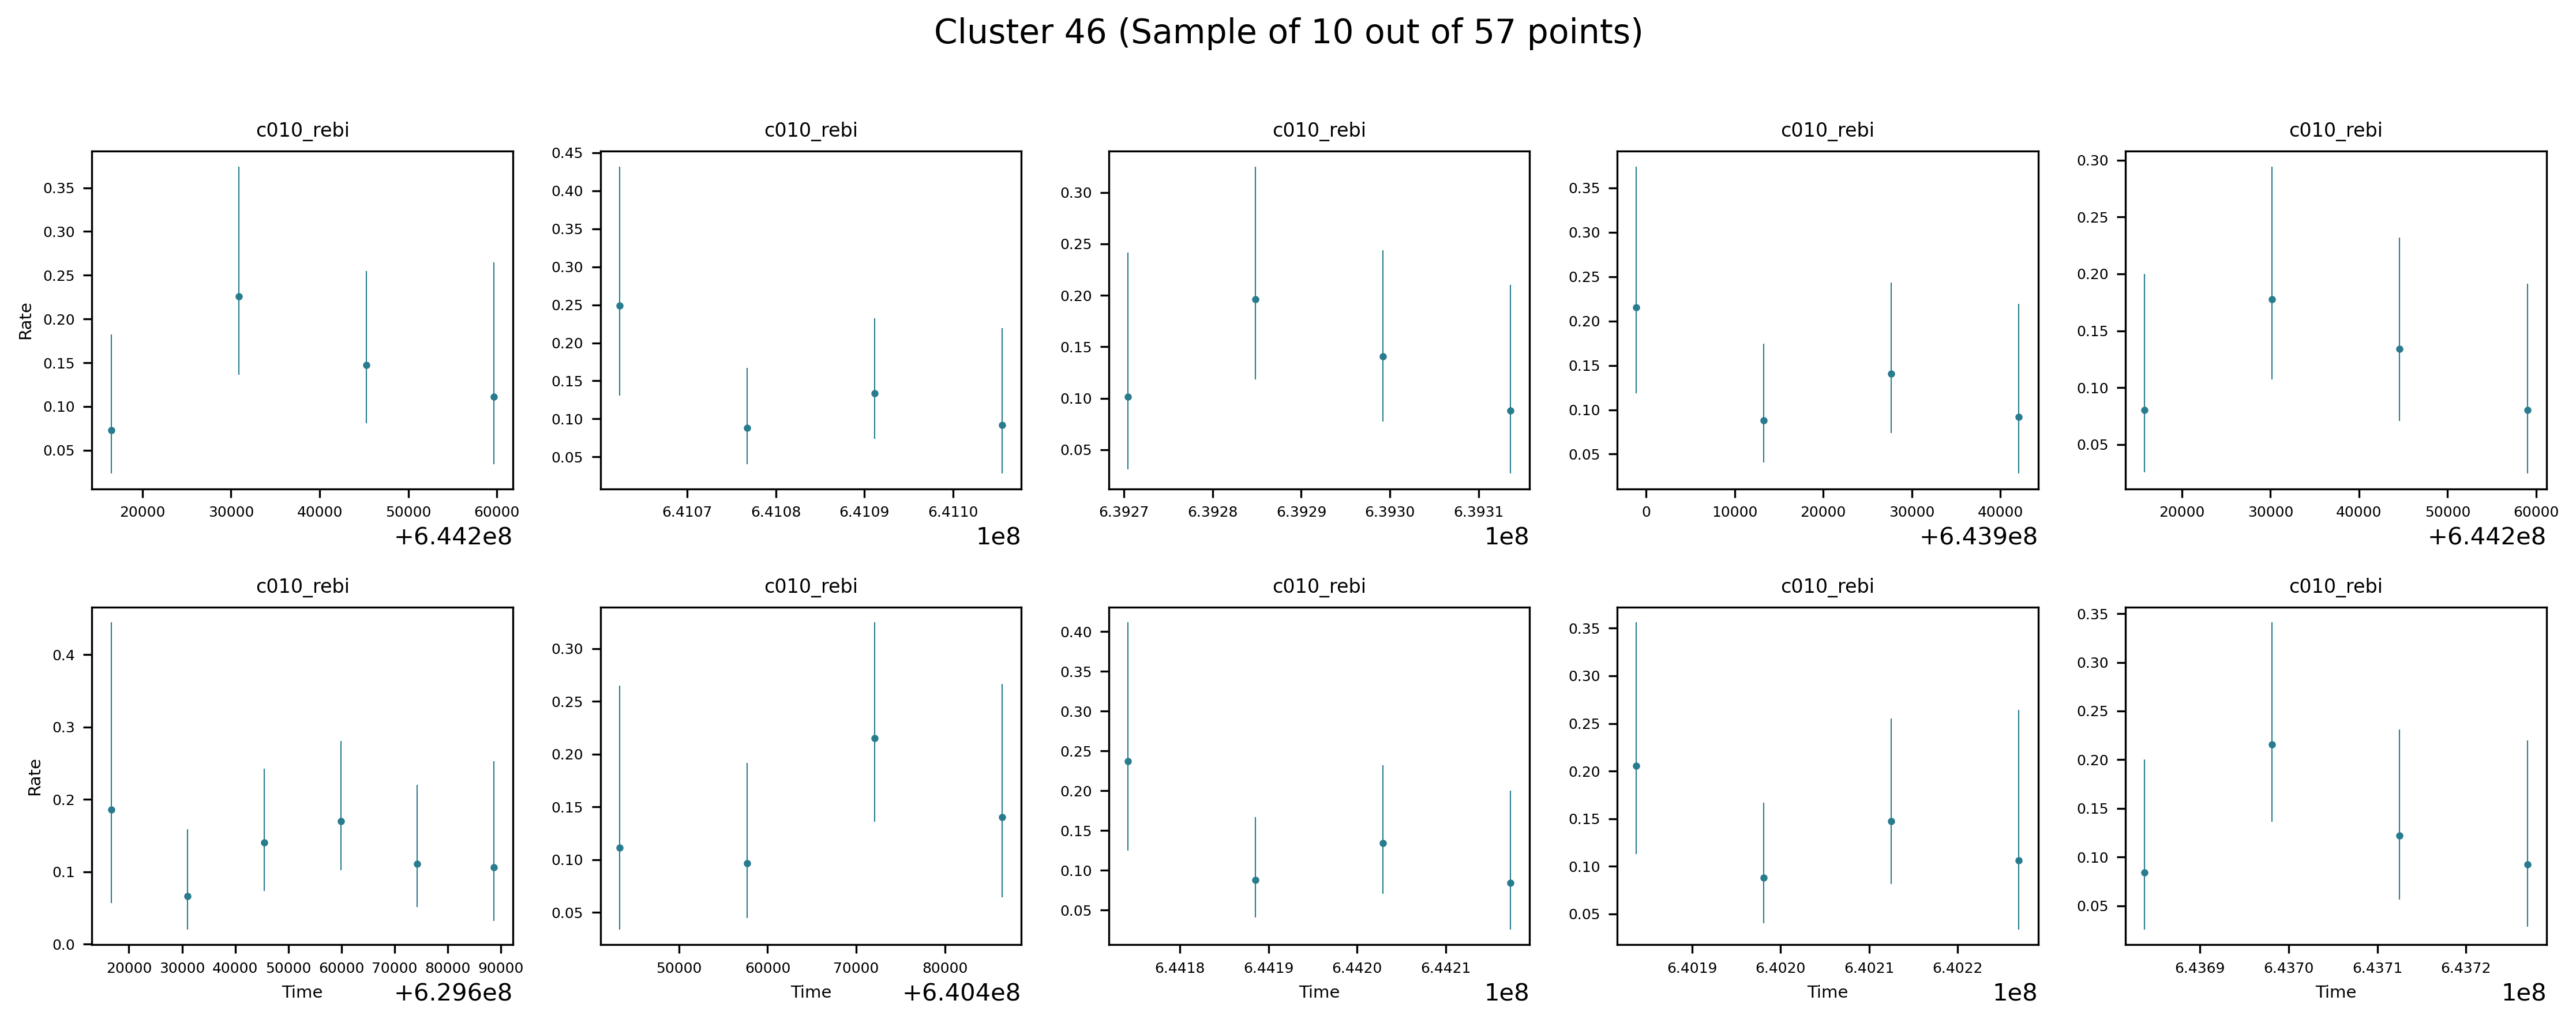 Cluster 46 (Sample of 10 out of 57 points)
c010_rebi c010_rebi c010_rebi c010_rebi c010_rebi
Rate
0.35 0.30 0.25 0.20 0.15 0.10 0.05
20000 30000 40000 50000 60000
+6.442e8
0.45 0.40 0.35 0.30 0.25 0.20 0.15 0.10 0.05
6.4107 6.4108 6.4109 6.4110
1e8
0.30 0.25 0.20 0.15 0.10 0.05
6.3927 6.3928 6.3929 6.3930 6.3931
1e8
0.35 0.30 0.25 0.20 0.15 0.10 0.05
0 10000 20000 30000 40000
+6.439e8
0.30 0.25 0.20 0.15 0.10 0.05
20000 30000 40000 50000 60000
+6.442e8
c010_rebi c010_rebi c010_rebi c010_rebi c010_rebi
Rate
0.4 0.3 0.2 0.1 0.0
20000 30000 40000 50000 60000 70000 80000 90000
Time +6.296e8
0.30 0.25 0.20 0.15 0.10 0.05
50000 60000 70000 80000
Time +6.404e8
0.40 0.35 0.30 0.25 0.20 0.15 0.10 0.05
6.4418 6.4419 6.4420 6.4421
Time 1e8
0.35 0.30 0.25 0.20 0.15 0.10 0.05
6.4019 6.4020 6.4021 6.4022
Time 1e8
0.35 0.30 0.25 0.20 0.15 0.10 0.05
6.4369 6.4370 6.4371 6.4372
Time 1e8